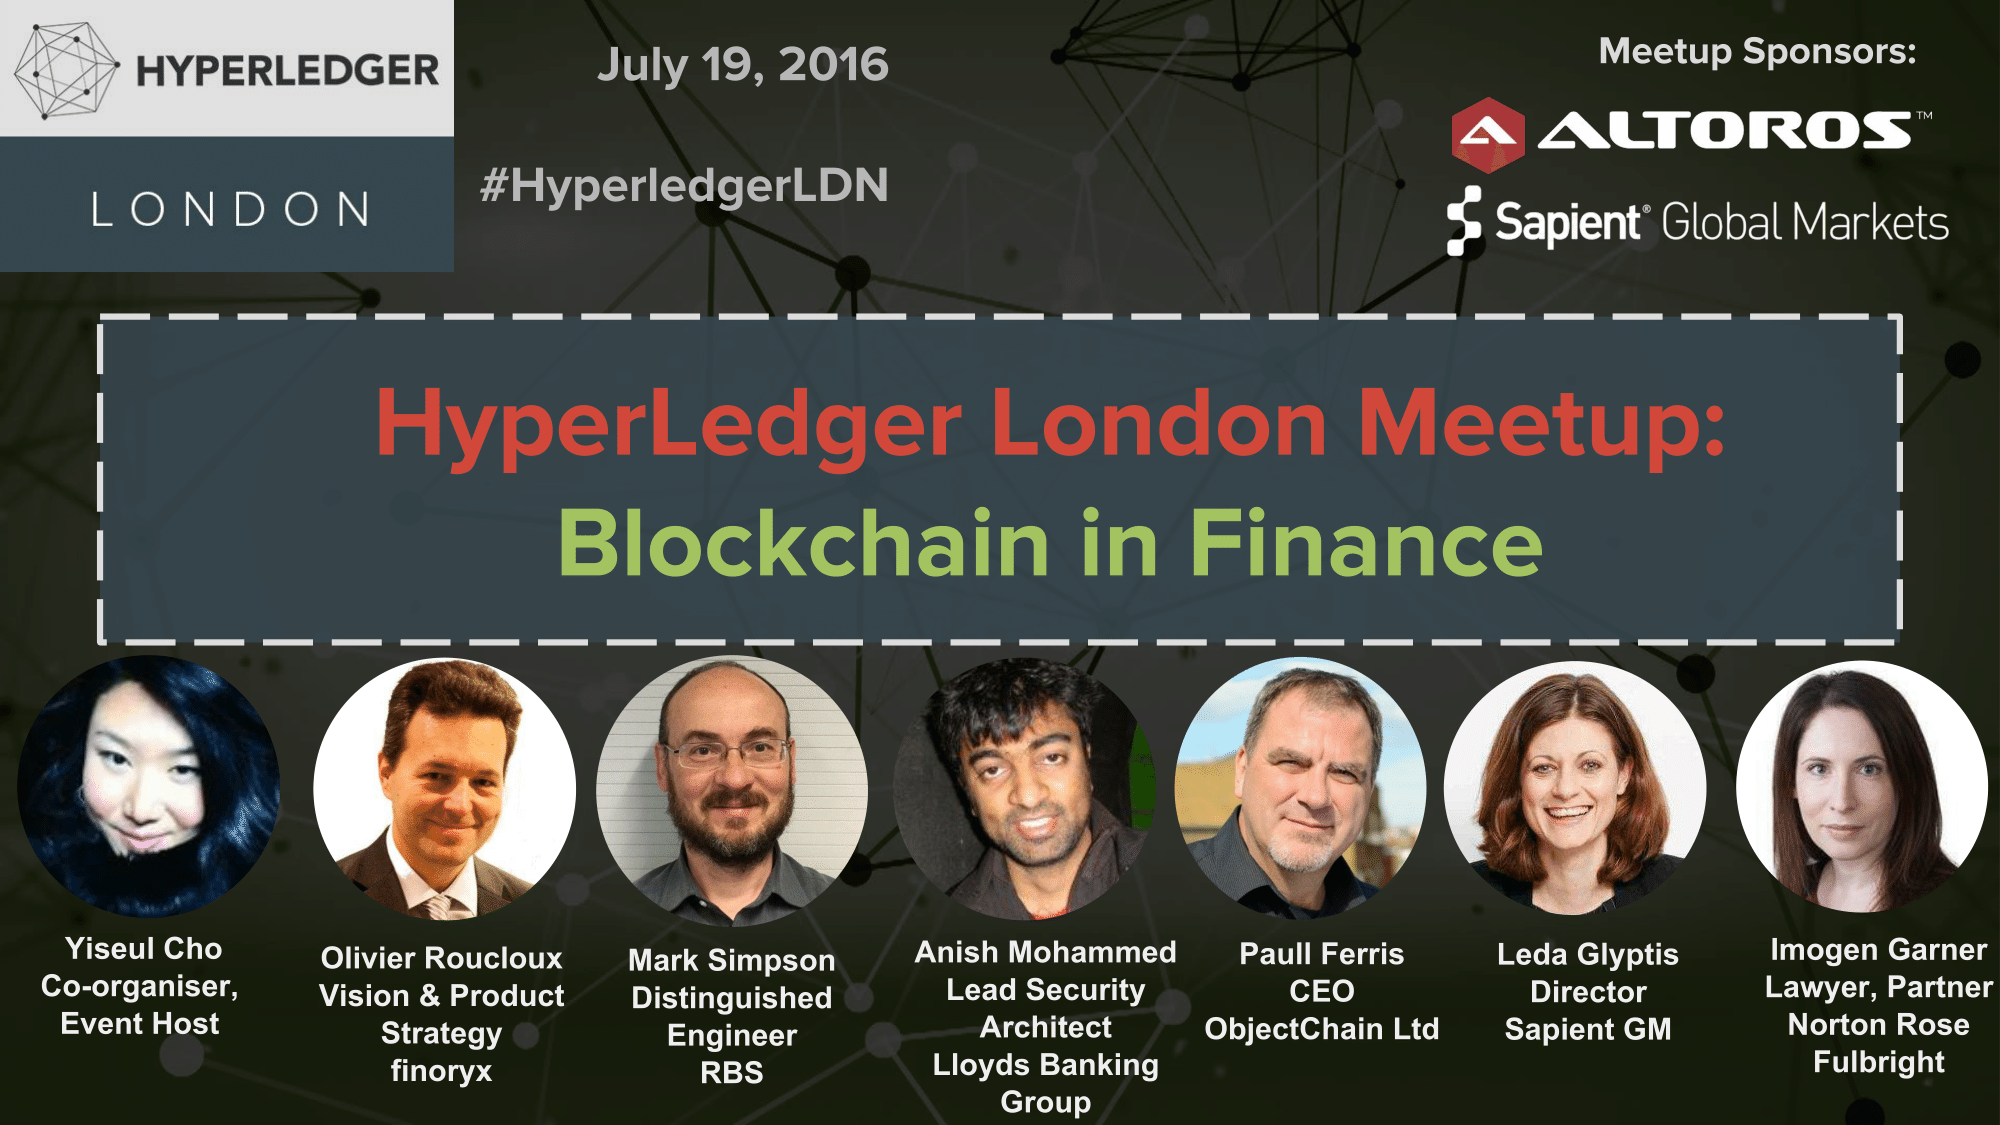 HYPERLEDGER
LONDON
July 19, 2016
#HyperledgerLDN
Meetup Sponsors:
ALTOROS™
Sapient® Global Markets
HyperLedger London Meetup:
Blockchain in Finance
Yiseul Cho
Co-organiser,
Event Host
Olivier Roucloux
Vision & Product
Strategy
finoryx
Mark Simpson
Distinguished
Engineer
RBS
Anish Mohammed
Lead Security
Architect
Lloyds Banking
Group
Paull Ferris
CEO
ObjectChain Ltd
Leda Glyptis
Director
Sapient GM
Imogen Garner
Lawyer, Partner
Norton Rose
Fulbright